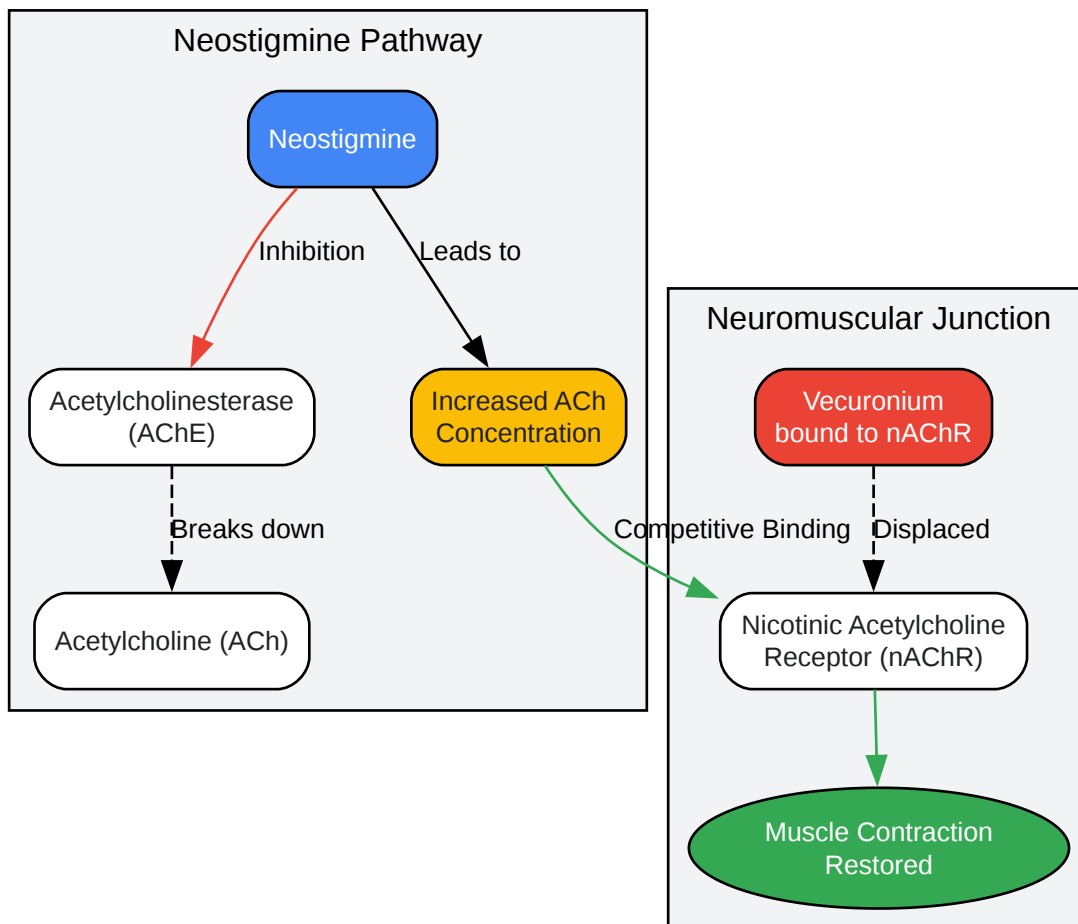 Neostigmine Pathway
Neostigmine
Inhibition
Leads to
Neuromuscular Junction
Acetylcholinesterase
(AChE)
Increased ACh
Concentration
Vecuronium
bound to nAChR
Breaks down
Competitive Binding
Displaced
Acetylcholine (ACh)
Nicotinic Acetylcholine
Receptor (nAChR)
Muscle Contraction
Restored